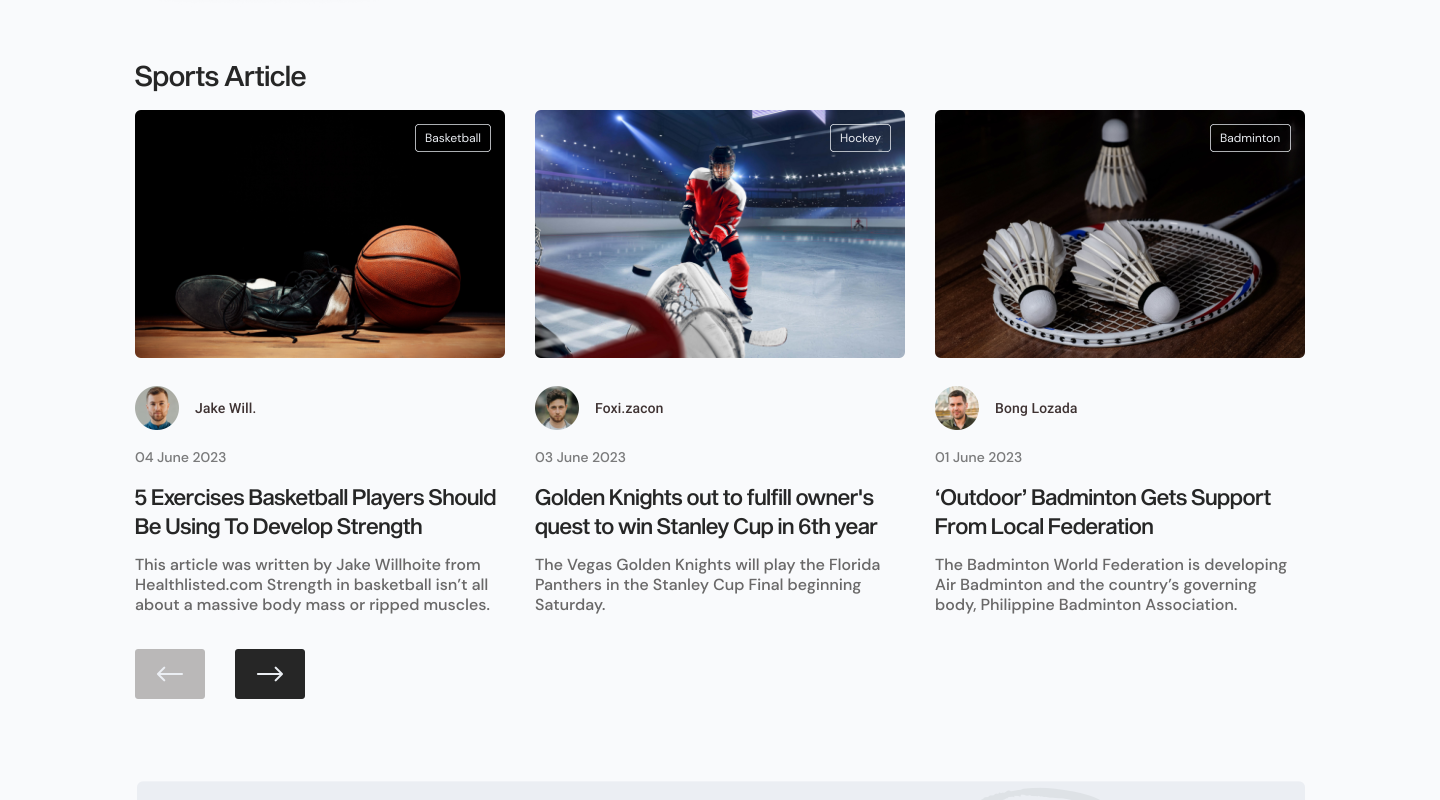 Sports Article
Basketball
Hockey
Badminton
Jake Will.
04 June 2023
5 Exercises Basketball Players Should
Be Using To Develop Strength
This article was written by Jake Willhoite from
Healthlisted.com Strength in basketball isn’t all
about a massive body mass or ripped muscles.
Foxi.zacon
03 June 2023
Golden Knights out to fulfill owner's
quest to win Stanley Cup in 6th year
The Vegas Golden Knights will play the Florida
Panthers in the Stanley Cup Final beginning
Saturday.
Bong Lozada
01 June 2023
‘Outdoor’ Badminton Gets Support
From Local Federation
The Badminton World Federation is developing
Air Badminton and the country’s governing
body, Philippine Badminton Association.